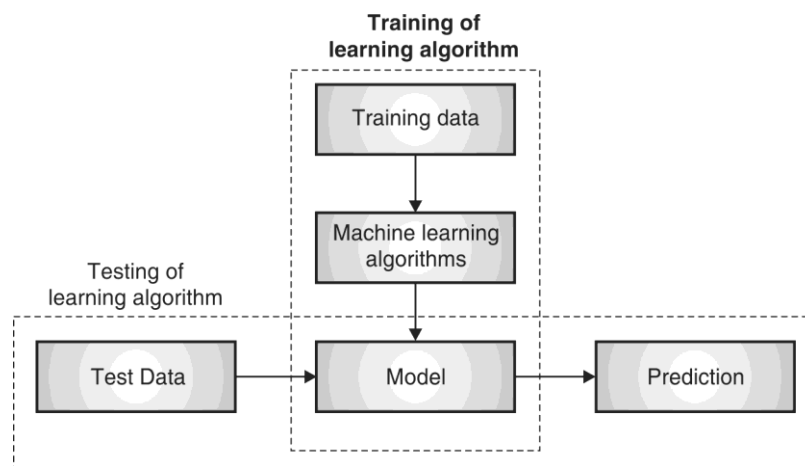 Training of
learning algorithm
Training data
Machine learning
algorithms
Testing of
learning algorithm
Test Data
Model
Prediction